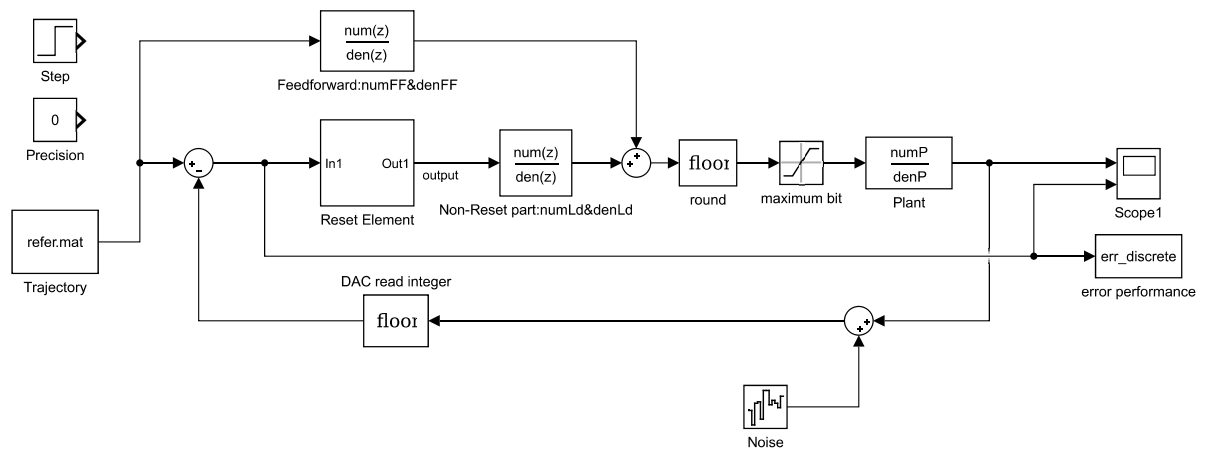 Step
0
Precision
refer.mat
Trajectory
num(z)
den(z)
Feedforward:numFF&denFF
+
-
In1
Out1
Reset Element
output
num(z)
den(z)
Non-Reset part:numLd&denLd
+
+
floor
round
maximum bit
numP
denP
Plant
Scope1
err_discrete
error performance
DAC read integer
floor
+
+
Noise